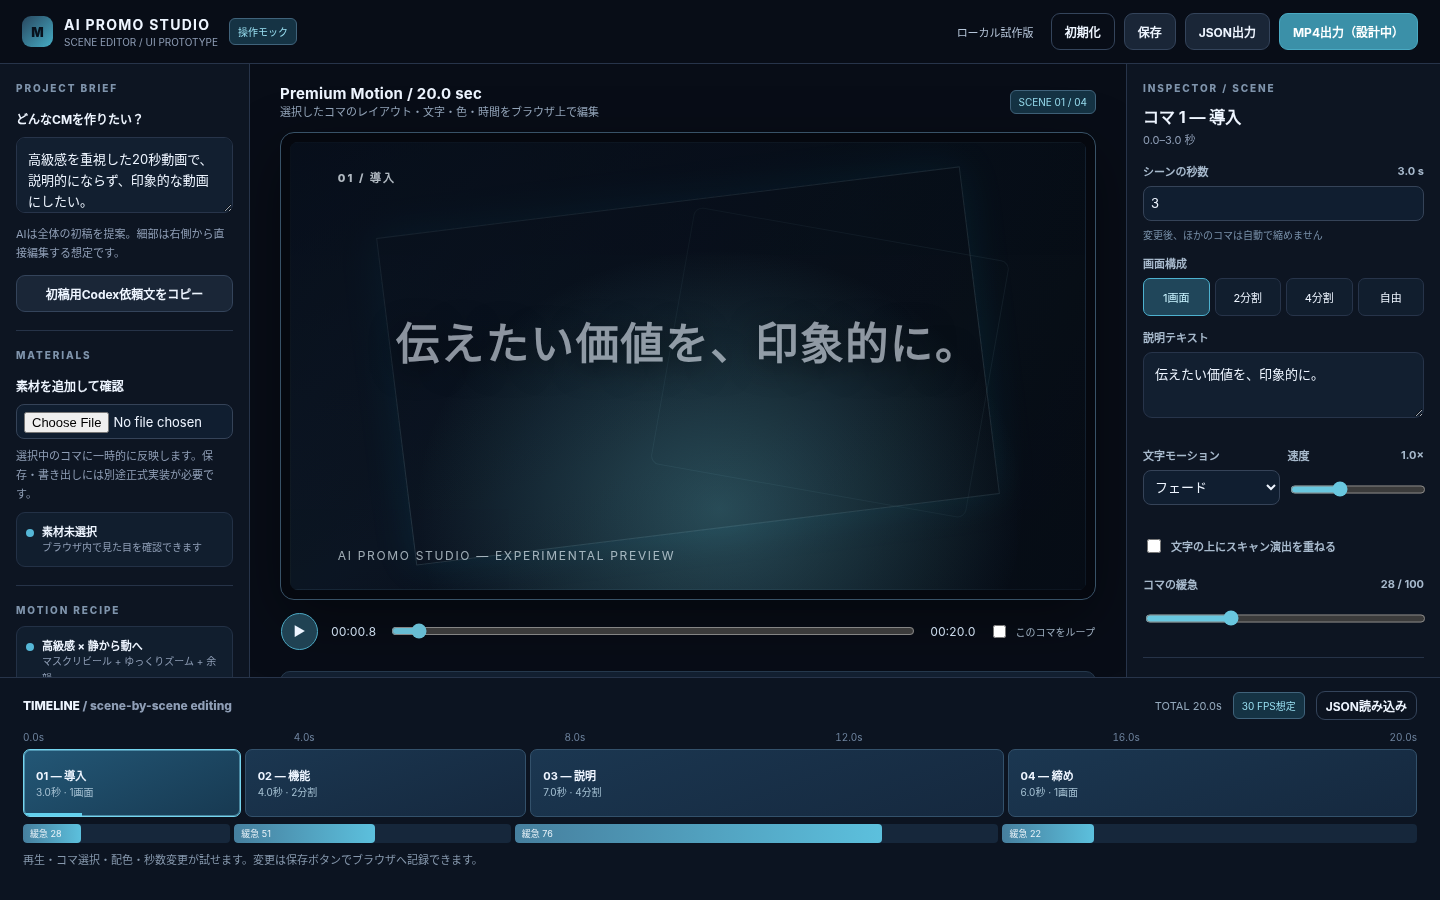 M
AI PROMO STUDIO
SCENE EDITOR / UI PROTOTYPE
操作モック
ローカル試作版
初期化
保存
JSON出力
MP4出力（設計中）
PROJECT BRIEF
どんなCMを作りたい？
高級感を重視した20秒動画で、
説明的にならず、印象的な動画
にしたい。
AIは全体の初稿を提案。細部は右側から直
接編集する想定です。
初稿用Codex依頼文をコピー
MATERIALS
素材を追加して確認
Choose File No file chosen
選択中のコマに一時的に反映します。保
存・書き出しには別途正式実装が必要で
す。
素材未選択
ブラウザ内で見た目を確認できます
MOTION RECIPE
高級感 × 静から動へ
マスクリビール + ゆっくりズーム + 余
Premium Motion / 20.0 sec
選択したコマのレイアウト・文字・色・時間をブラウザ上で編集
SCENE 01 / 04
01 / 導入
伝えたい価値を、印象的に。
AI PROMO STUDIO — EXPERIMENTAL PREVIEW
00:00.8
00:20.0
このコマをループ
INSPECTOR / SCENE
コマ 1 — 導入
0.0–3.0 秒
シーンの秒数
3.0 s
3
変更後、ほかのコマは自動で縮めません
画面構成
1画面
2分割
4分割
自由
説明テキスト
伝えたい価値を、印象的に。
文字モーション
速度
1.0×
フェード
文字の上にスキャン演出を重ねる
コマの緩急
28 / 100
TIMELINE / scene-by-scene editing
TOTAL 20.0s
30 FPS想定
JSON読み込み
0.0s
4.0s
8.0s
12.0s
16.0s
20.0s
01 — 導入
3.0秒 · 1画面
02 — 機能
4.0秒 · 2分割
03 — 説明
7.0秒 · 4分割
04 — 締め
6.0秒 · 1画面
緩急 28
緩急 51
緩急 76
緩急 22
再生・コマ選択・配色・秒数変更が試せます。変更は保存ボタンでブラウザへ記録できます。